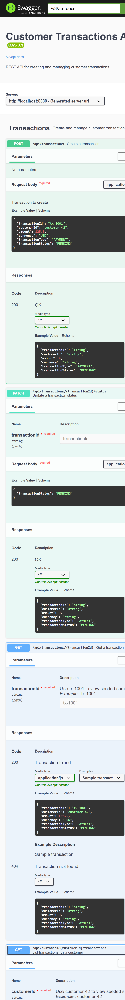 Swagger.
Powered by SMARTBEAR
/v3/api-docs
Customer Transactions A
OAS 3.1
/v3/api-docs
REST API for creating and managing customer transactions.
Servers
http://localhost:8080 - Generated server url
Transactions Create and manage customer transaction
POST /api/transactions Create a transaction
Parameters
No parameters
Request body required applicatio
Transaction to create
Example Value | Schema
{
"transactionId": "tx-1001",
"customerId": "customer-42",
"amount": 125.5,
"currency": "USD",
"transactionType": "PAYMENT",
"transactionStatus": "PENDING"
}
Responses
Code Description
200 OK
Media type
*/*
Controls Accept header.
Example Value Schema
{
"transactionId": "string",
"customerId": "string",
"amount": 0,
"currency": "string",
"transactionType": "PAYMENT",
"transactionStatus": "PENDING"
}
PATCH /api/transactions/{transactionId}/status
Update a transaction status
Parameters
Name Description
transactionId * required
string
(path)
transactionId
Request body required applicatio
Example Value | Schema
{
"transactionStatus": "PENDING"
}
Responses
Code Description
200 OK
Media type
*/*
Controls Accept header.
Example Value Schema
{
"transactionId": "string",
"customerId": "string",
"amount": 0,
"currency": "string",
"transactionType": "PAYMENT",
"transactionStatus": "PENDING"
}
GET /api/transactions/{transactionId} Get a transaction
Parameters
Name Description
transactionId * required
string
(path)
Use tx-1001 to view seeded sam
Example : tx-1001
tx-1001
Responses
Code Description
200 Transaction found
Media type Examples
application/js Sample transact
Controls Accept header.
Example Value Schema
{
"transactionId": "tx-1001",
"customerId": "customer-42",
"amount": 125.5,
"currency": "USD",
"transactionType": "PAYMENT",
"transactionStatus": "PENDING"
}
Example Description
Sample transaction
404 Transaction not found
Media type
*/*
Example Value Schema
{
"transactionId": "string",
"customerId": "string",
"amount": 0,
"currency": "string",
"transactionType": "PAYMENT",
"transactionStatus": "PENDING"
}
GET /api/customers/{customerId}/transactions
List transactions for a customer
Parameters
Name Description
customerId * required
string
Use customer-42 to view seeded s
Example : customer-42